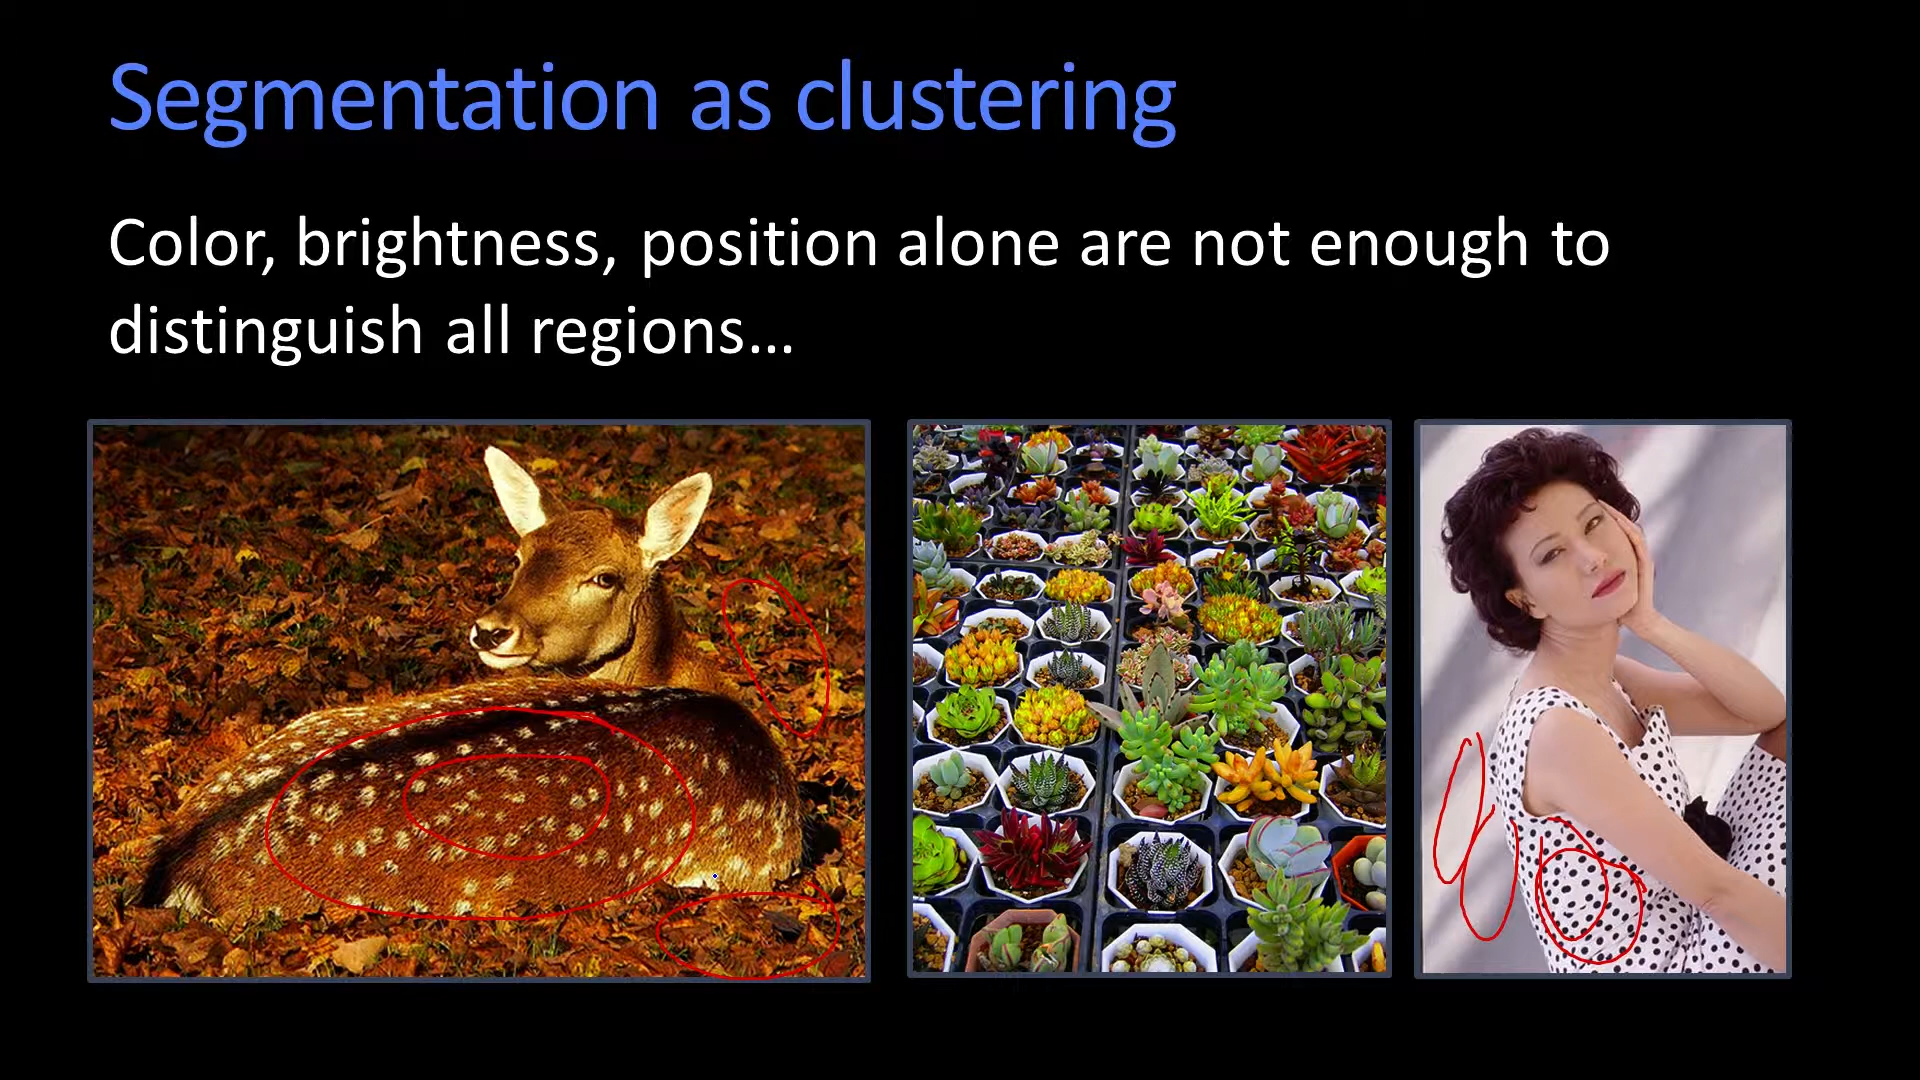 Segmentation as clustering
Color, brightness, position alone are not enough to
distinguish all regions…